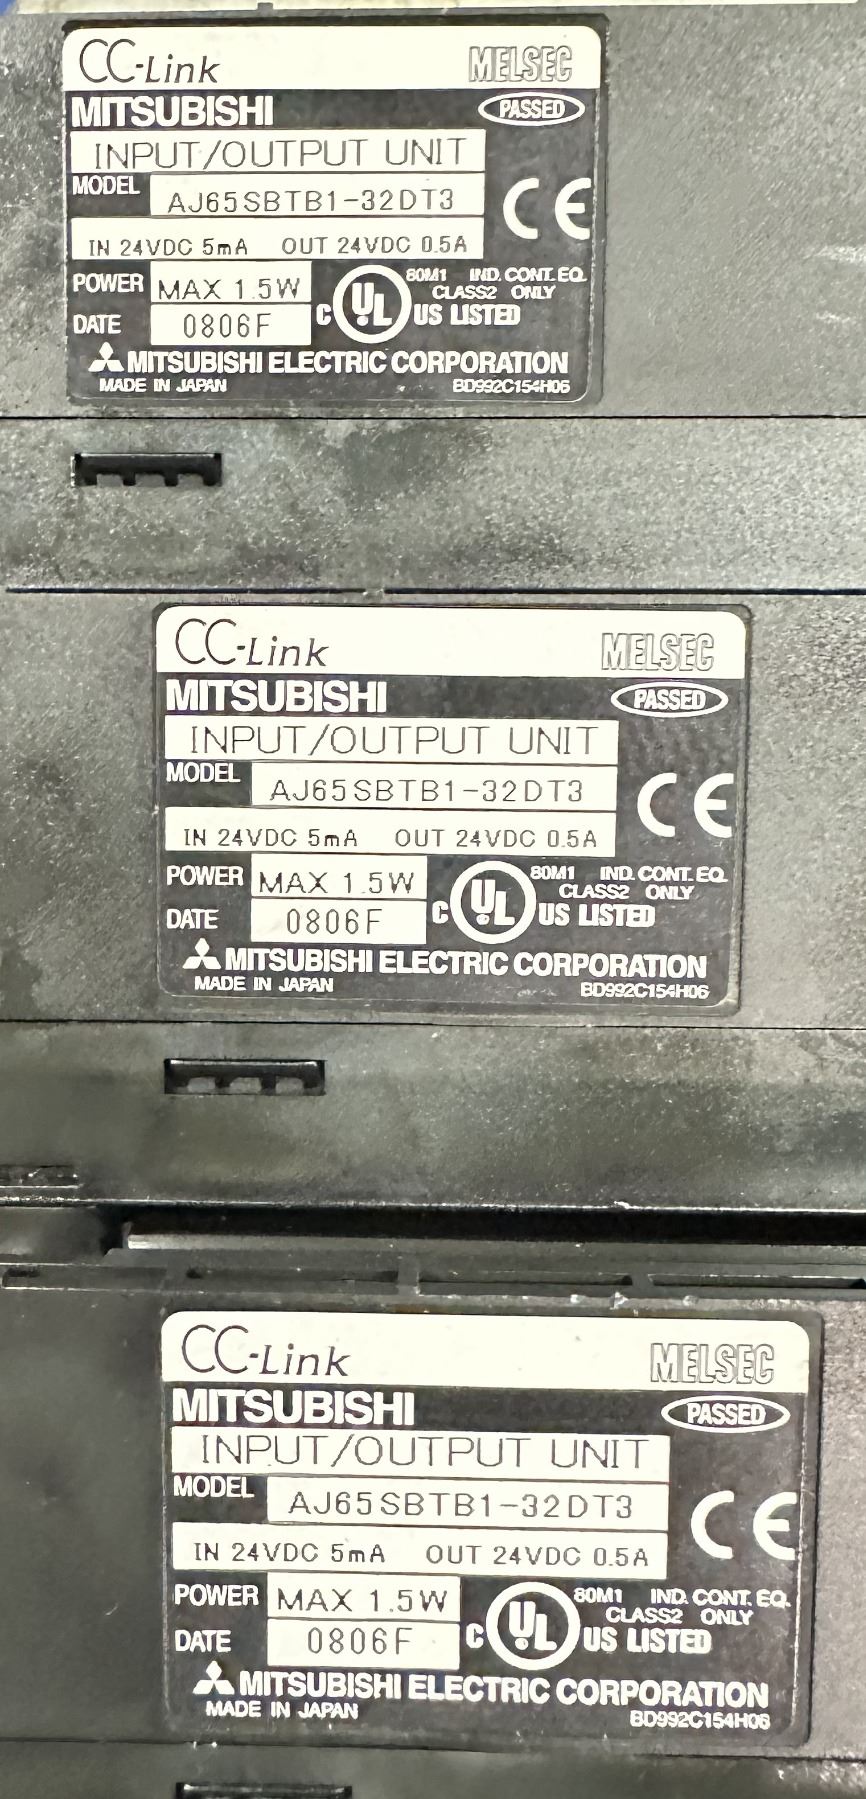 CC-Link MELSEC
MITSUBISHI PASSED
INPUT/OUTPUT UNIT
MODEL AJ65SBTB1-32DT3 CE
IN 24VDC 5mA OUT 24VDC 0.5A
POWER MAX 1.5W 80M1 IND. CONT. EQ.
CLASS2 ONLY
DATE 0806F C UL US LISTED
MITSUBISHI ELECTRIC CORPORATION
MADE IN JAPAN BD992C154H06
CC-Link MELSEC
MITSUBISHI PASSED
INPUT/OUTPUT UNIT
MODEL AJ65SBTB1-32DT3 CE
IN 24VDC 5mA OUT 24VDC 0.5A
POWER MAX 1.5W 80M1 IND. CONT. EQ.
CLASS2 ONLY
DATE 0806F C UL US LISTED
MITSUBISHI ELECTRIC CORPORATION
MADE IN JAPAN BD992C154H06
CC-Link MELSEC
MITSUBISHI PASSED
INPUT/OUTPUT UNIT
MODEL AJ65SBTB1-32DT3 CE
IN 24VDC 5mA OUT 24VDC 0.5A
POWER MAX 1.5W 80M1 IND. CONT. EQ.
CLASS2 ONLY
DATE 0806F C UL US LISTED
MITSUBISHI ELECTRIC CORPORATION
MADE IN JAPAN BD992C154H06